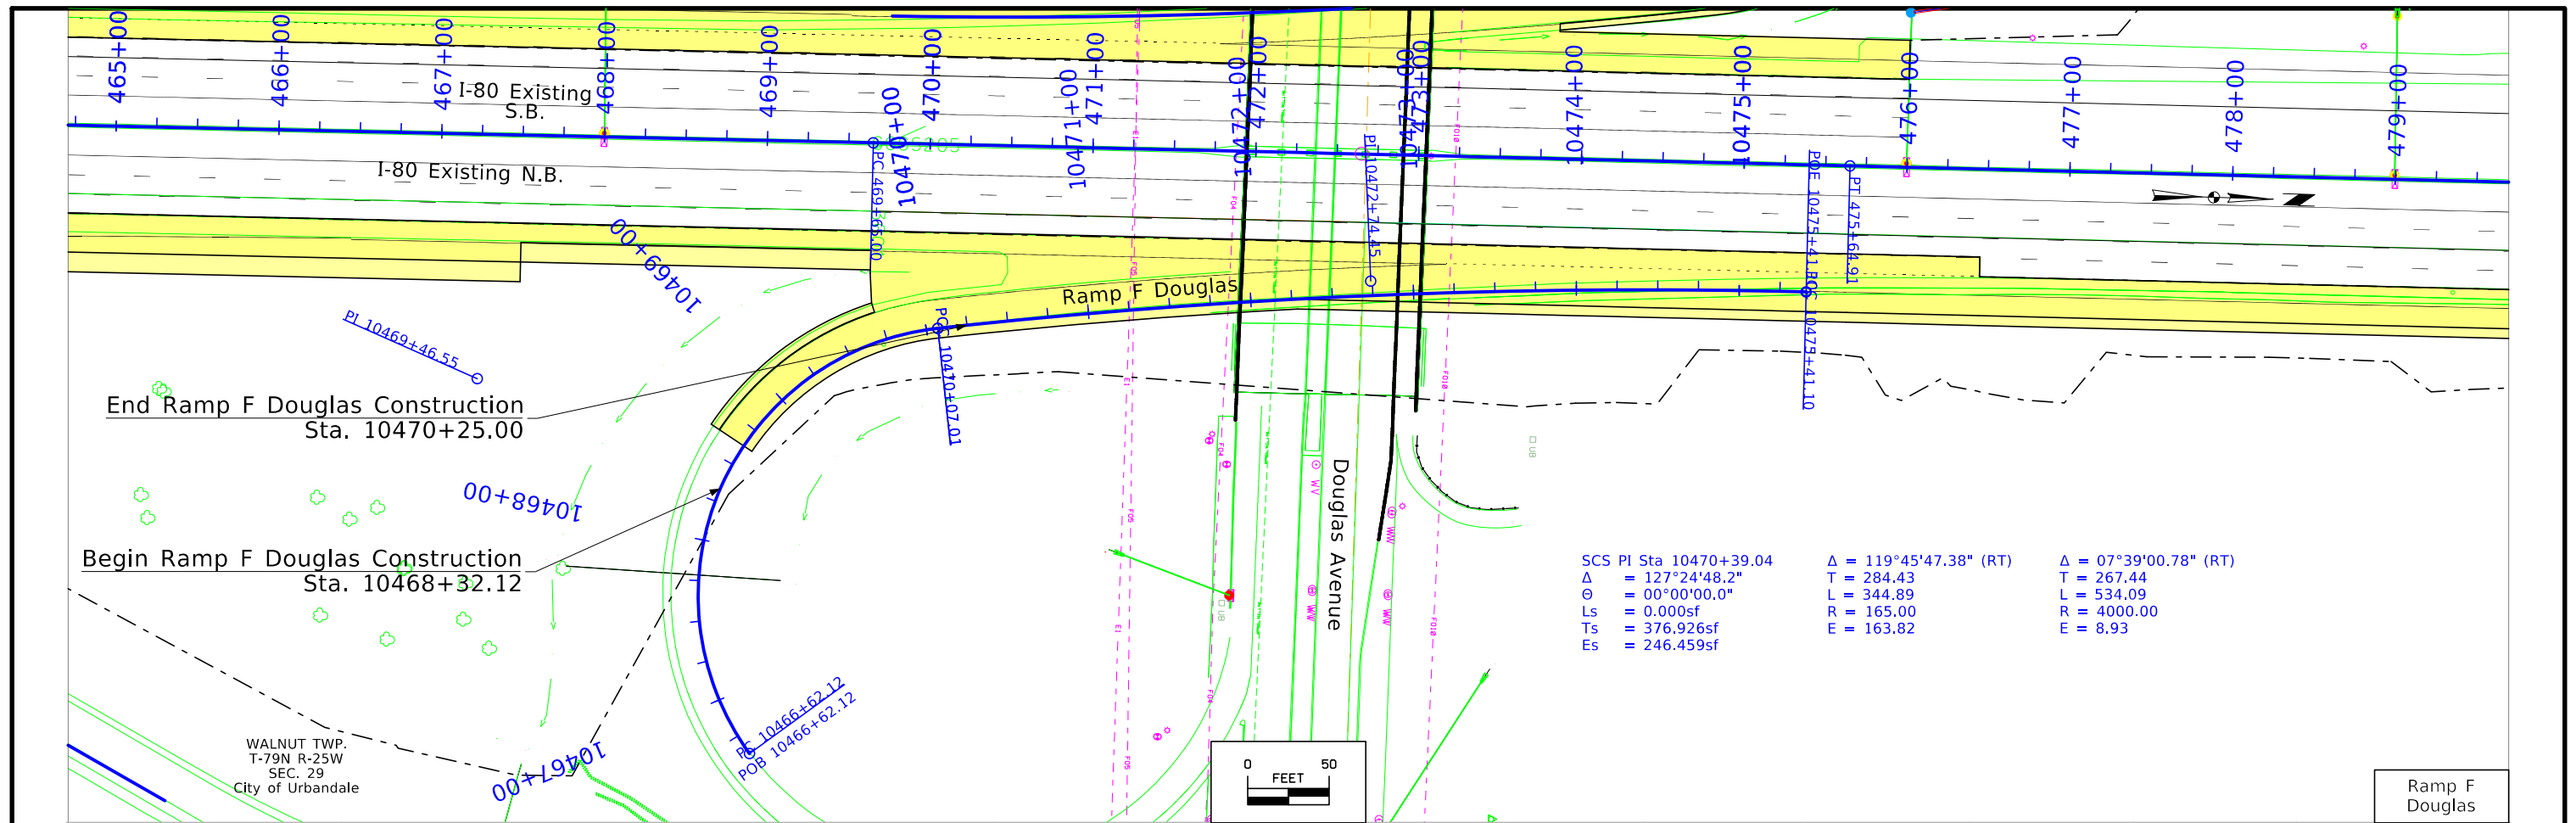 465+00
466+00
467+00
468+00
469+00
470+00
471+00
472+00
473+00
10474+00
10475+00
476+00
477+00
478+00
479+00
10470+00
10471+00
10472+00
10473+00
I-80 Existing
S.B.
I-80 Existing N.B.
PC 469+65.00
PI 10472+74.45
POE 10475+41.10
POC 10475+41.10
PT 475+64.91
10469+00
Ramp F Douglas
PI 10469+46.55
PCC 10470+07.01
End Ramp F Douglas Construction
Sta. 10470+25.00
10468+00
Begin Ramp F Douglas Construction
Sta. 10468+32.12
Douglas Avenue
SCS PI Sta 10470+39.04
Δ = 127°24'48.2"
Θ = 00°00'00.0"
Ls = 0.000sf
Ts = 376.926sf
Es = 246.459sf
Δ = 119°45'47.38" (RT)
T = 284.43
L = 344.89
R = 165.00
E = 163.82
Δ = 07°39'00.78" (RT)
T = 267.44
L = 534.09
R = 4000.00
E = 8.93
PC 10466+62.12
POB 10466+62.12
10467+00
WALNUT TWP.
T-79N R-25W
SEC. 29
City of Urbandale
0 50
FEET
Ramp F
Douglas